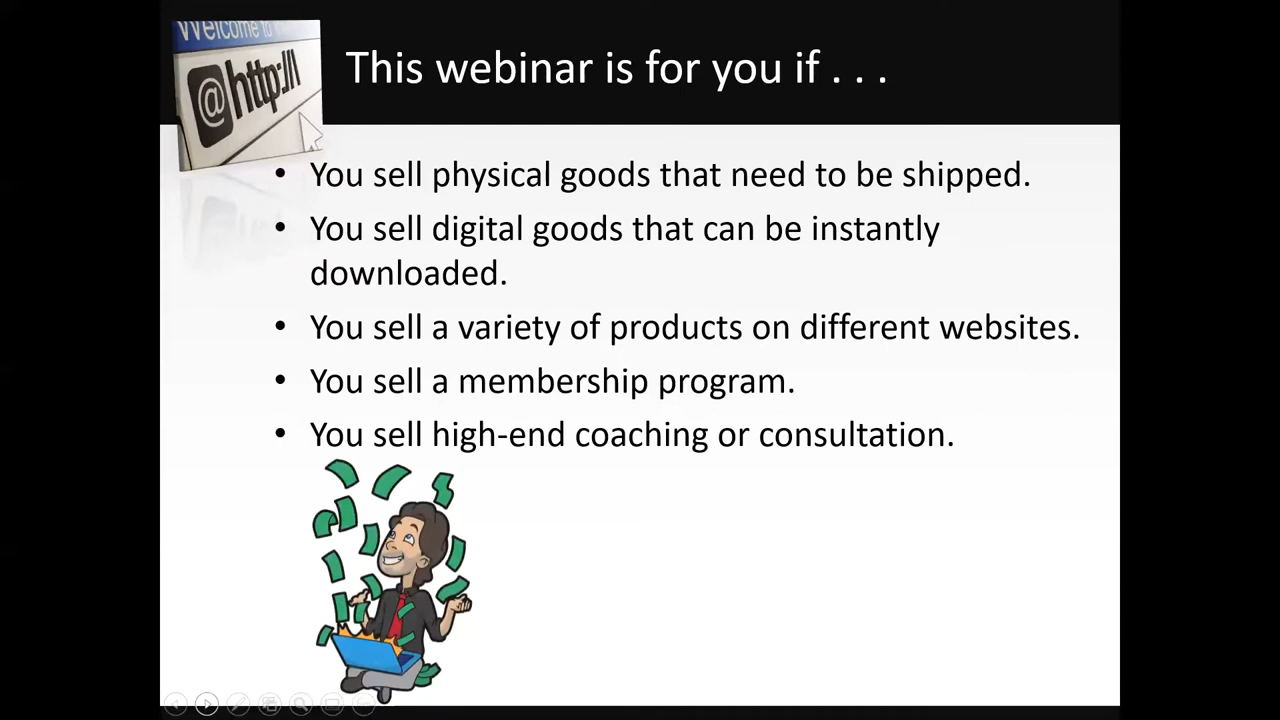 Welcome to
@http://\
This webinar is for you if . . .
• You sell physical goods that need to be shipped.
• You sell digital goods that can be instantly
downloaded.
• You sell a variety of products on different websites.
• You sell a membership program.
• You sell high-end coaching or consultation.